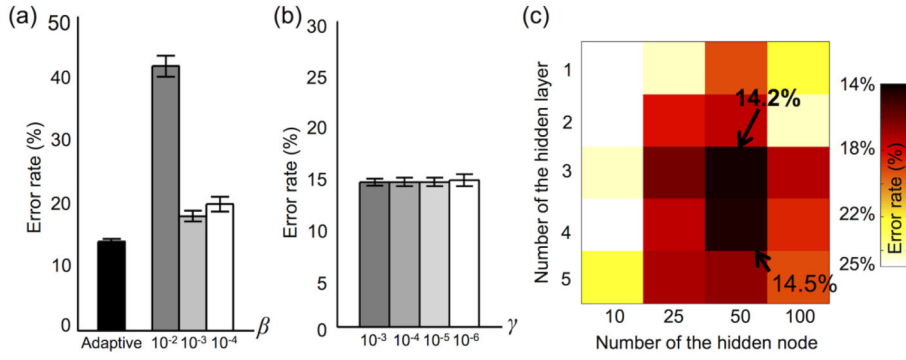 (a)
Error rate (%)
50
40
30
20
10
0
Adaptive 10-2 10-3 10-4 β
(b)
Error rate (%)
30
25
20
15
10
5
0
10-3 10-4 10-5 10-6 γ
(c)
Number of the hidden layer
1
2
3
4
5
14.2%
14.5%
10 25 50 100
Number of the hidden node
14%
18%
22%
25%
Error rate (%)